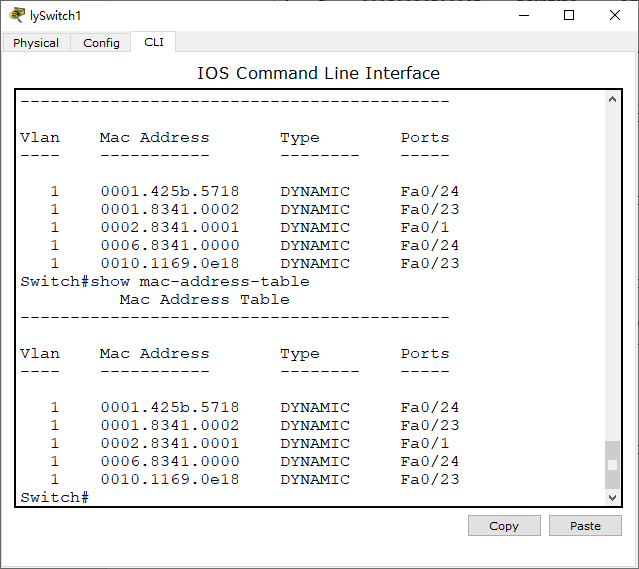 lySwitch1
Physical Config CLI
IOS Command Line Interface
-------------------------------------------
Vlan    Mac Address       Type        Ports
----    -----------       --------    -----
   1    0001.425b.5718    DYNAMIC     Fa0/24
   1    0001.8341.0002    DYNAMIC     Fa0/23
   1    0002.8341.0001    DYNAMIC     Fa0/1
   1    0006.8341.0000    DYNAMIC     Fa0/24
   1    0010.1169.0e18    DYNAMIC     Fa0/23
Switch#show mac-address-table
          Mac Address Table
-------------------------------------------
Vlan    Mac Address       Type        Ports
----    -----------       --------    -----
   1    0001.425b.5718    DYNAMIC     Fa0/24
   1    0001.8341.0002    DYNAMIC     Fa0/23
   1    0002.8341.0001    DYNAMIC     Fa0/1
   1    0006.8341.0000    DYNAMIC     Fa0/24
   1    0010.1169.0e18    DYNAMIC     Fa0/23
Switch#
Copy Paste